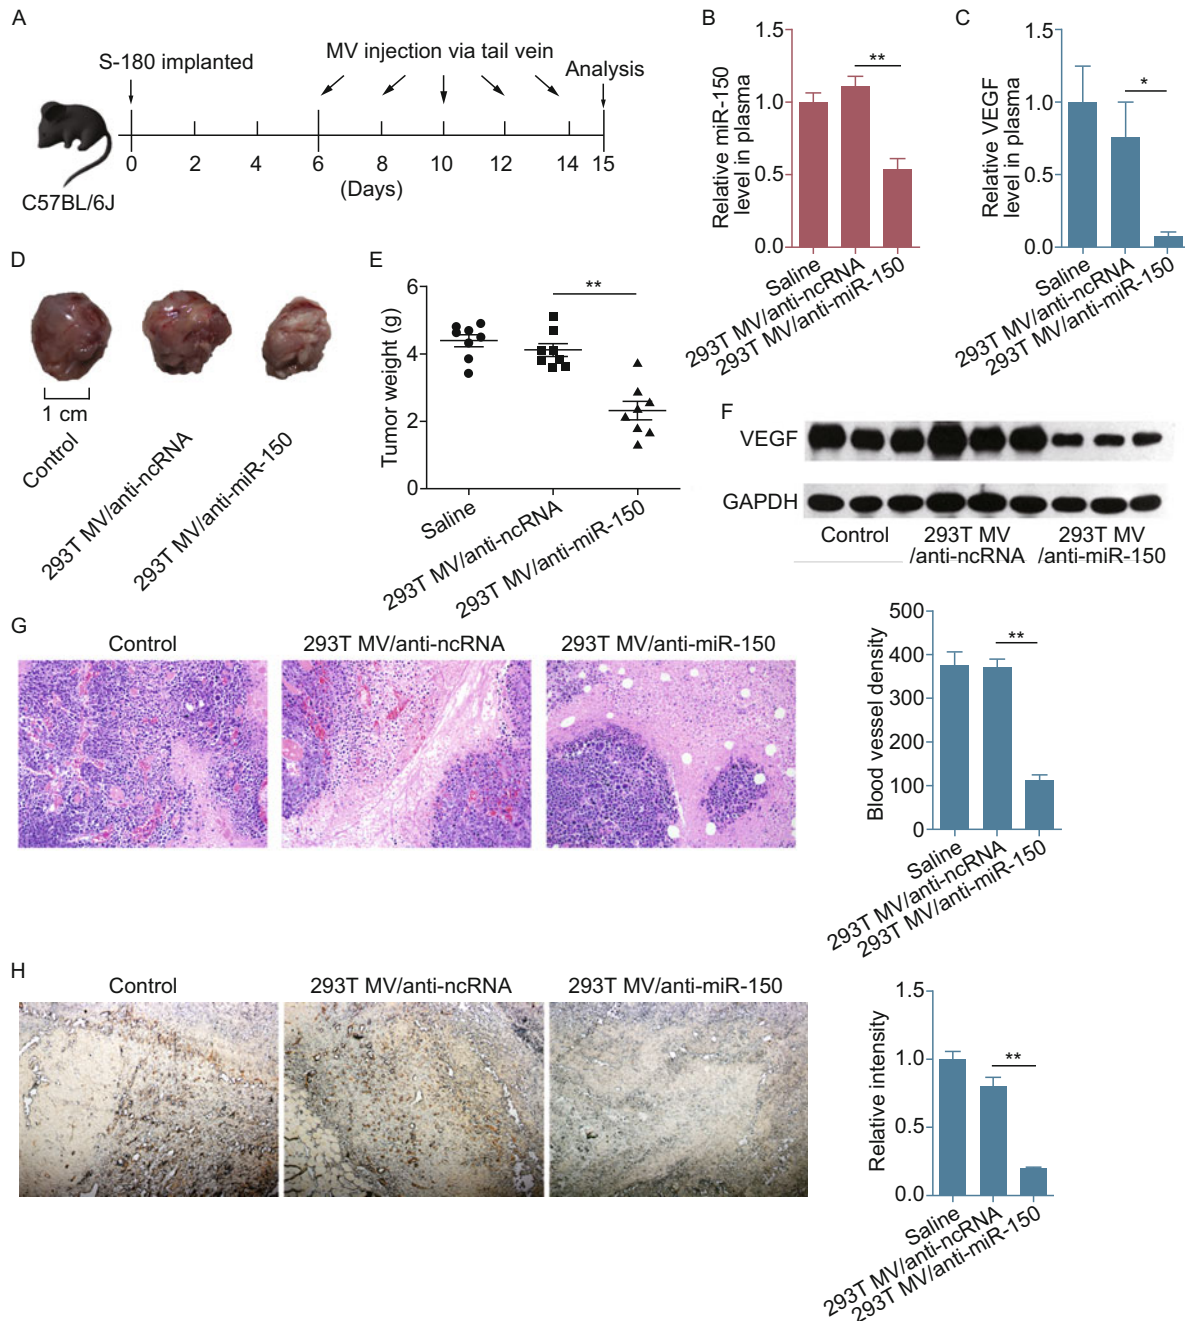 A
S-180 implanted
MV injection via tail vein
Analysis
0 2 4 6 8 10 12 14 15
(Days)
C57BL/6J
B
Relative miR-150
level in plasma
1.5
1.0
0.5
0.0
**
Saline
293T MV/anti-ncRNA
293T MV/anti-miR-150
C
Relative VEGF
level in plasma
1.5
1.0
0.5
0.0
*
Saline
293T MV/anti-ncRNA
293T MV/anti-miR-150
D
1 cm
Control
293T MV/anti-ncRNA
293T MV/anti-miR-150
E
Tumor weight (g)
6
4
2
0
**
Saline
293T MV/anti-ncRNA
293T MV/anti-miR-150
F
VEGF
GAPDH
Control
293T MV
/anti-ncRNA
293T MV
/anti-miR-150
G
Control
293T MV/anti-ncRNA
293T MV/anti-miR-150
Blood vessel density
500
400
300
200
100
0
**
Saline
293T MV/anti-ncRNA
293T MV/anti-miR-150
H
Control
293T MV/anti-ncRNA
293T MV/anti-miR-150
Relative intensity
1.5
1.0
0.5
0.0
**
Saline
293T MV/anti-ncRNA
293T MV/anti-miR-150